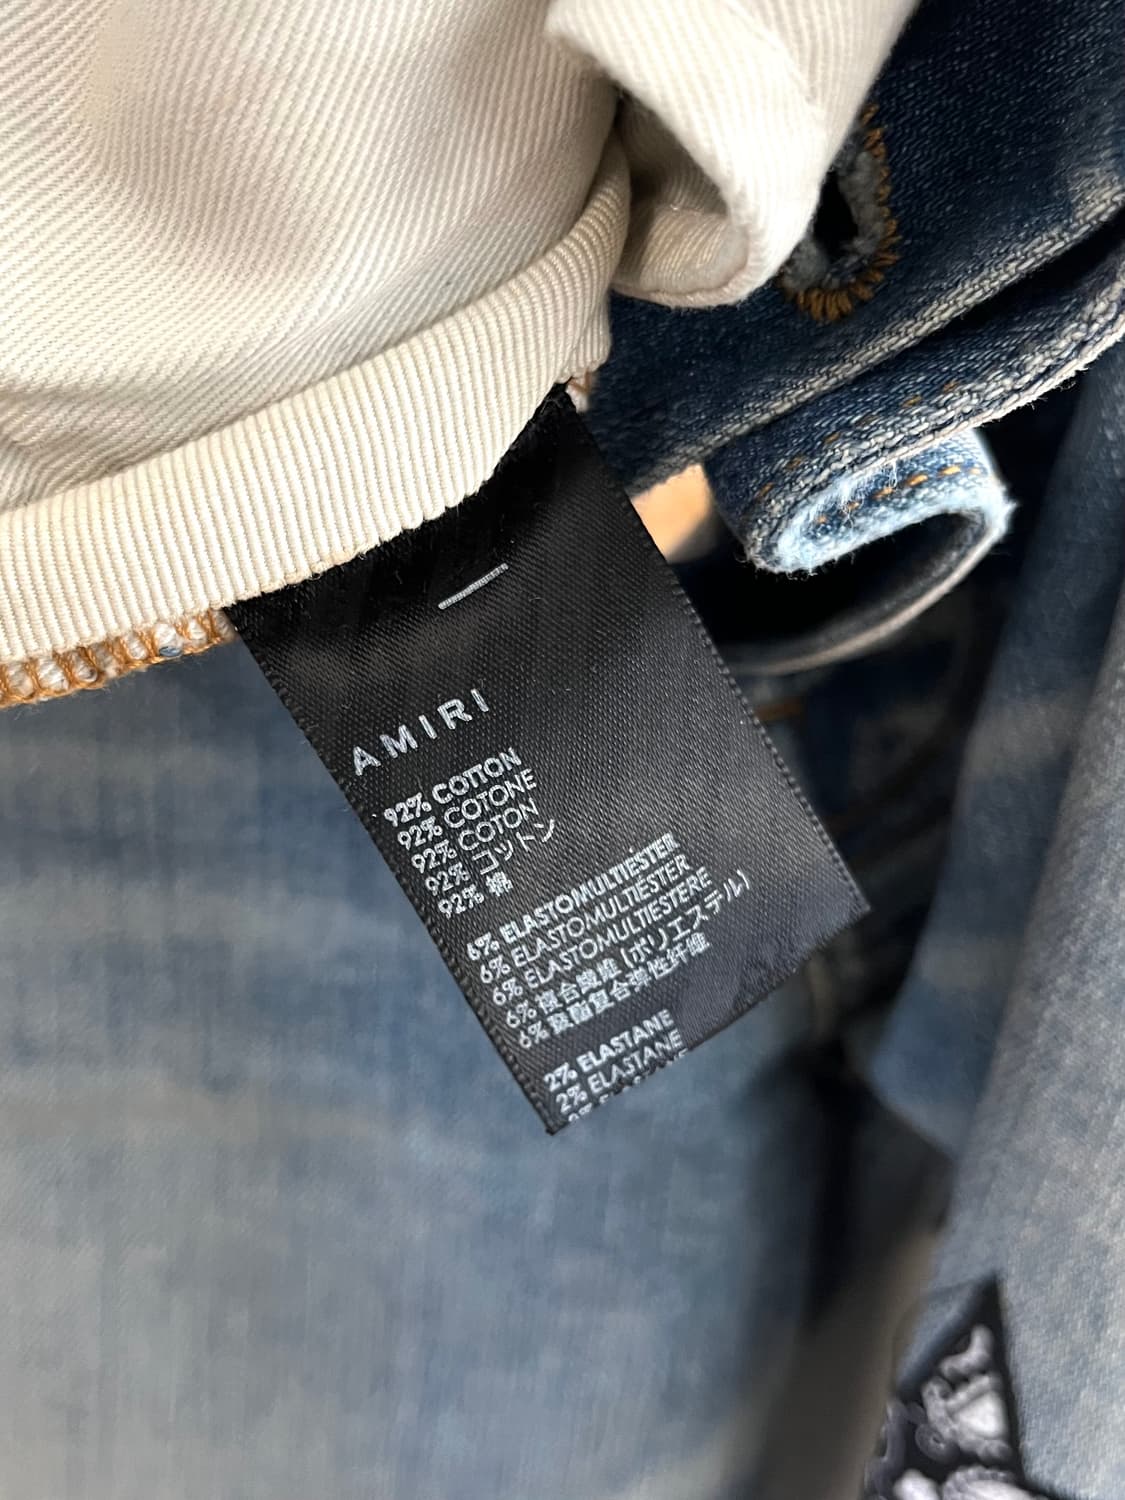 AMIRI
92% COTTON
92% COTONE
92% COTON
92% コットン
92% 棉
6% ELASTOMULTIESTER
6% ELASTOMULTIESTER
6% ELASTOMULTIESTERE
6% 複合繊維 (ポリエステル)
6% 聚酯复合弹性纤维
2% ELASTANE
2% ELASTANE